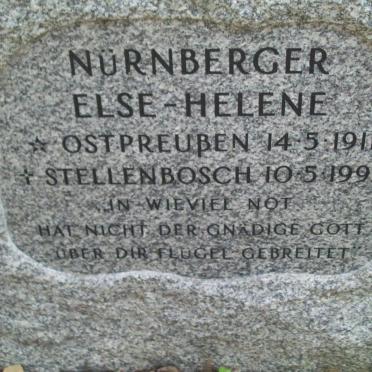 NÜRNBERGER
ELSE-HELENE
☆ OSTPREUßEN 14·5·191
† STELLENBOSCH 10·5·199
„IN WIEVIEL NOT
HAT NICHT DER GNÄDIGE GOTT
ÜBER DIR FLÜGEL GEBREITET"